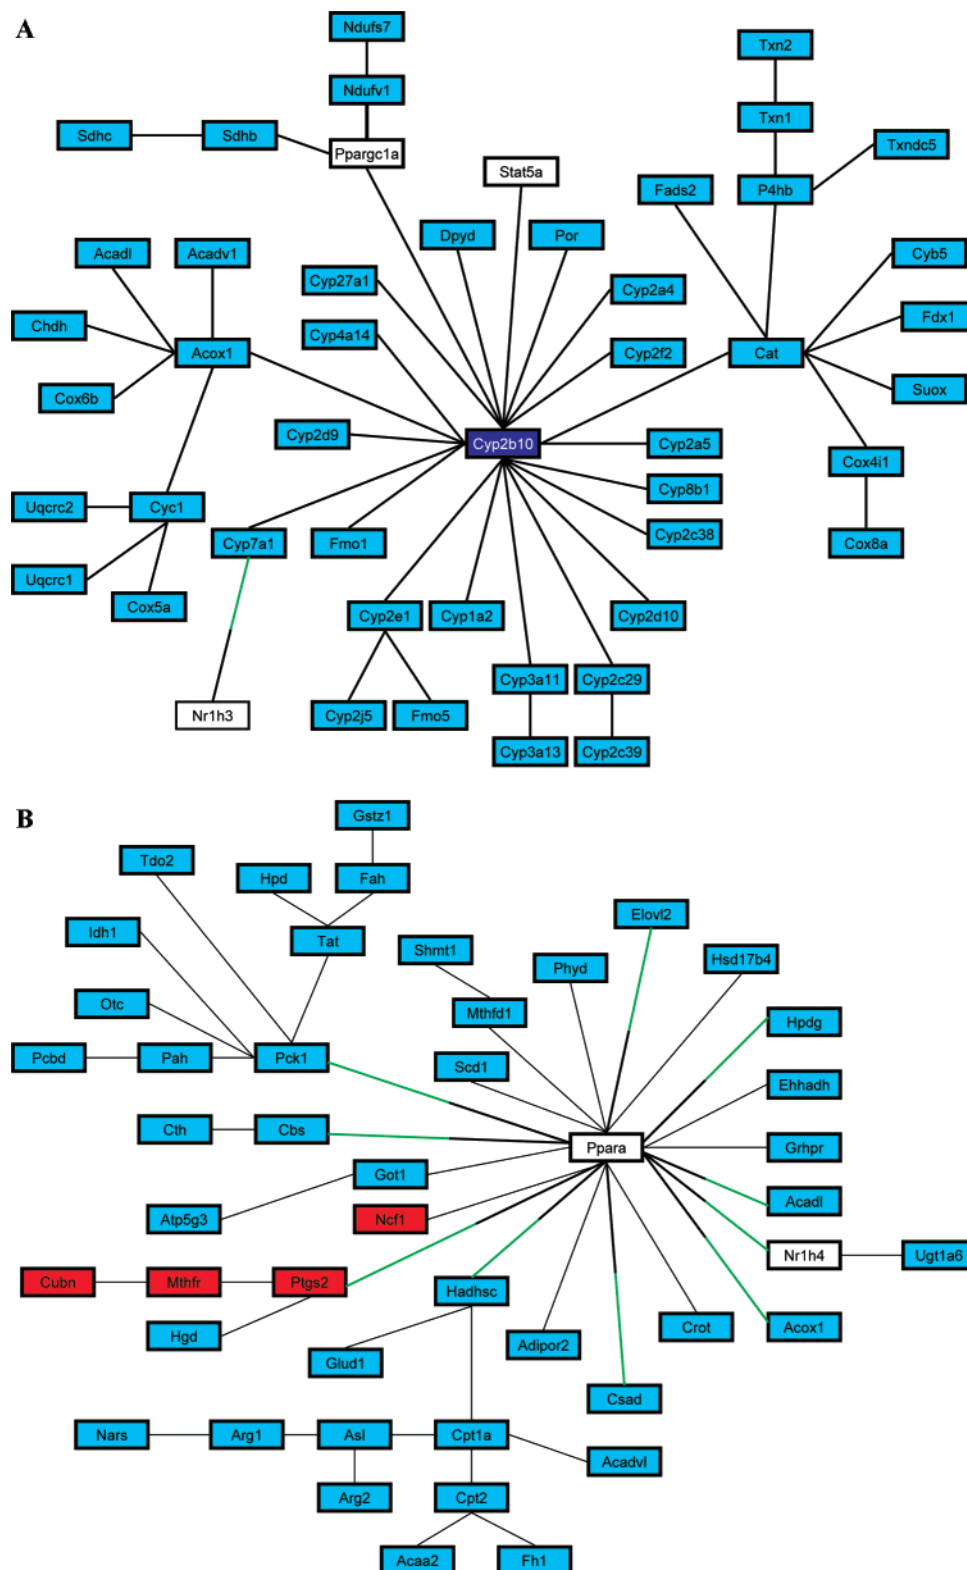 A
Ndufs7
Txn2
Ndufv1
Txn1
Sdhc
Sdhb
Ppargc1a
Txndc5
Stat5a
Fads2
P4hb
Dpyd
Por
Acadl
Acadv1
Cyb5
Cyp27a1
Cyp2a4
Chdh
Cyp4a14
Fdx1
Acox1
Cyp2f2
Cat
Cox6b
Suox
Cyp2d9
Cyp2b10
Cyp2a5
Cox4i1
Cyp8b1
Uqcrc2
Cyc1
Cyp7a1
Fmo1
Cyp2c38
Cox8a
Uqcrc1
Cox5a
Cyp2e1
Cyp1a2
Cyp2d10
Cyp3a11
Cyp2c29
Nr1h3
Cyp2j5
Fmo5
Cyp3a13
Cyp2c39
B
Gstz1
Tdo2
Hpd
Fah
Elovl2
Idh1
Tat
Shmt1
Phyd
Hsd17b4
Otc
Mthfd1
Hpdg
Pcbd
Pah
Pck1
Scd1
Ehhadh
Cth
Cbs
Ppara
Grhpr
Got1
Acadl
Atp5g3
Ncf1
Nr1h4
Ugt1a6
Cubn
Mthfr
Ptgs2
Hadhsc
Hgd
Crot
Acox1
Glud1
Adipor2
Csad
Nars
Arg1
Asl
Cpt1a
Acadvl
Arg2
Cpt2
Acaa2
Fh1